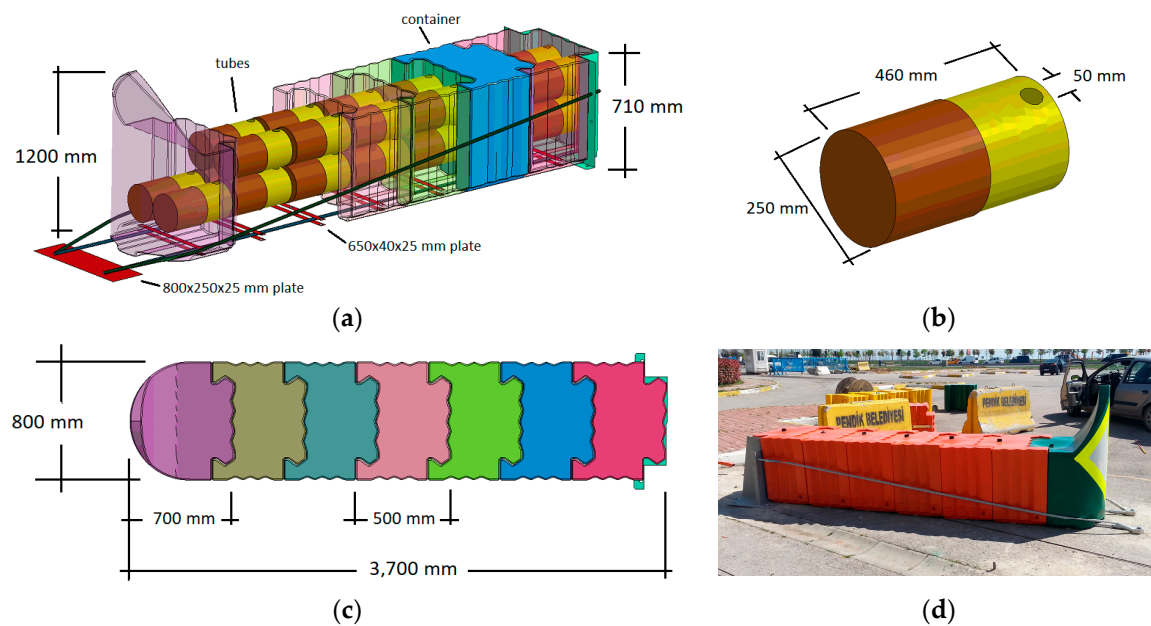 container
tubes
1200 mm
710 mm
650x40x25 mm plate
800x250x25 mm plate
(a)
460 mm
50 mm
250 mm
(b)
800 mm
700 mm
500 mm
3,700 mm
(c)
PENDİK BELEDİYESİ
PENDİK BELEDİYESİ
(d)